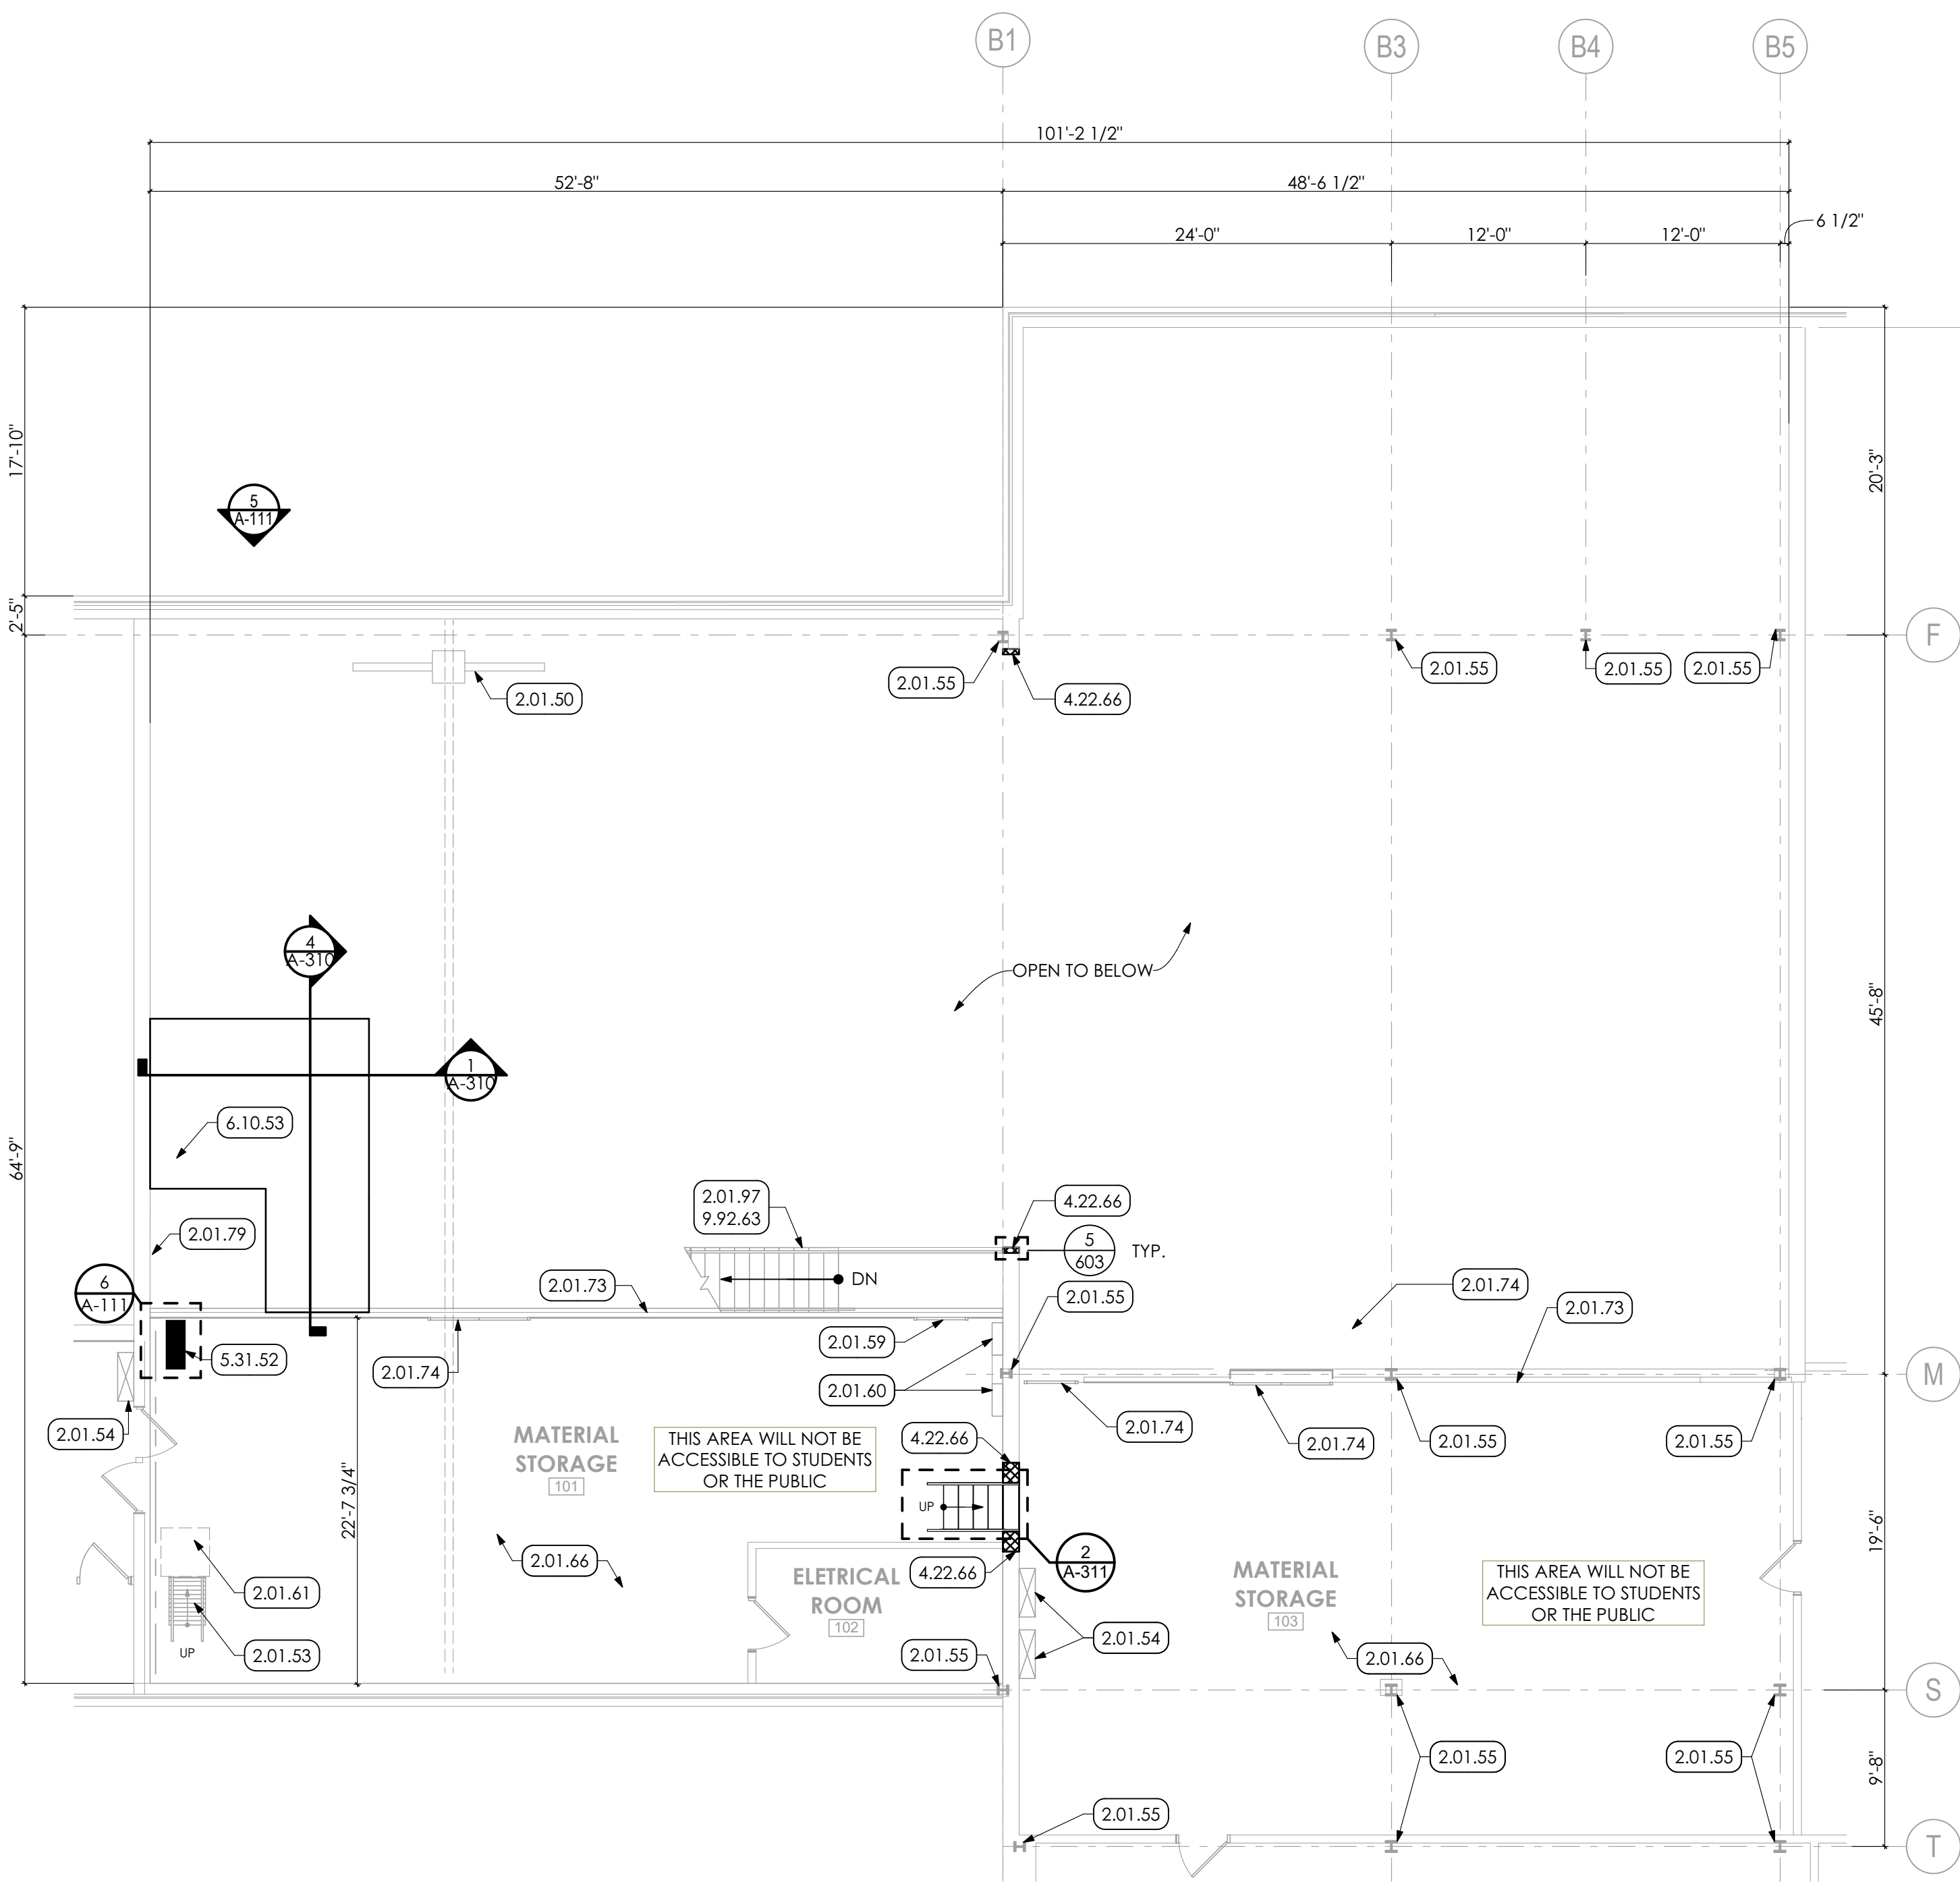 B1
B3
B4
B5
101'-2 1/2"
52'-8"
48'-6 1/2"
6 1/2"
24'-0"
12'-0"
12'-0"
17'-10"
20'-3"
5
A-111
2'-5"
F
2.01.50
2.01.55
4.22.66
2.01.55
2.01.55
2.01.55
4
A-310
OPEN TO BELOW
45'-8"
1
A-310
6.10.53
64'-9"
2.01.97
9.92.63
4.22.66
2.01.79
5
603
TYP.
DN
6
A-111
2.01.73
2.01.55
2.01.74
2.01.73
5.31.52
2.01.74
2.01.59
2.01.60
M
2.01.54
MATERIAL
STORAGE
101
THIS AREA WILL NOT BE
ACCESSIBLE TO STUDENTS
OR THE PUBLIC
4.22.66
2.01.74
2.01.74
2.01.55
2.01.55
22'-7 3/4"
UP
19'-6"
2.01.66
4.22.66
2
A-311
ELETRICAL
ROOM
102
MATERIAL
STORAGE
103
THIS AREA WILL NOT BE
ACCESSIBLE TO STUDENTS
OR THE PUBLIC
2.01.61
2.01.53
UP
2.01.55
2.01.54
2.01.66
S
2.01.55
2.01.55
9'-8"
2.01.55
T